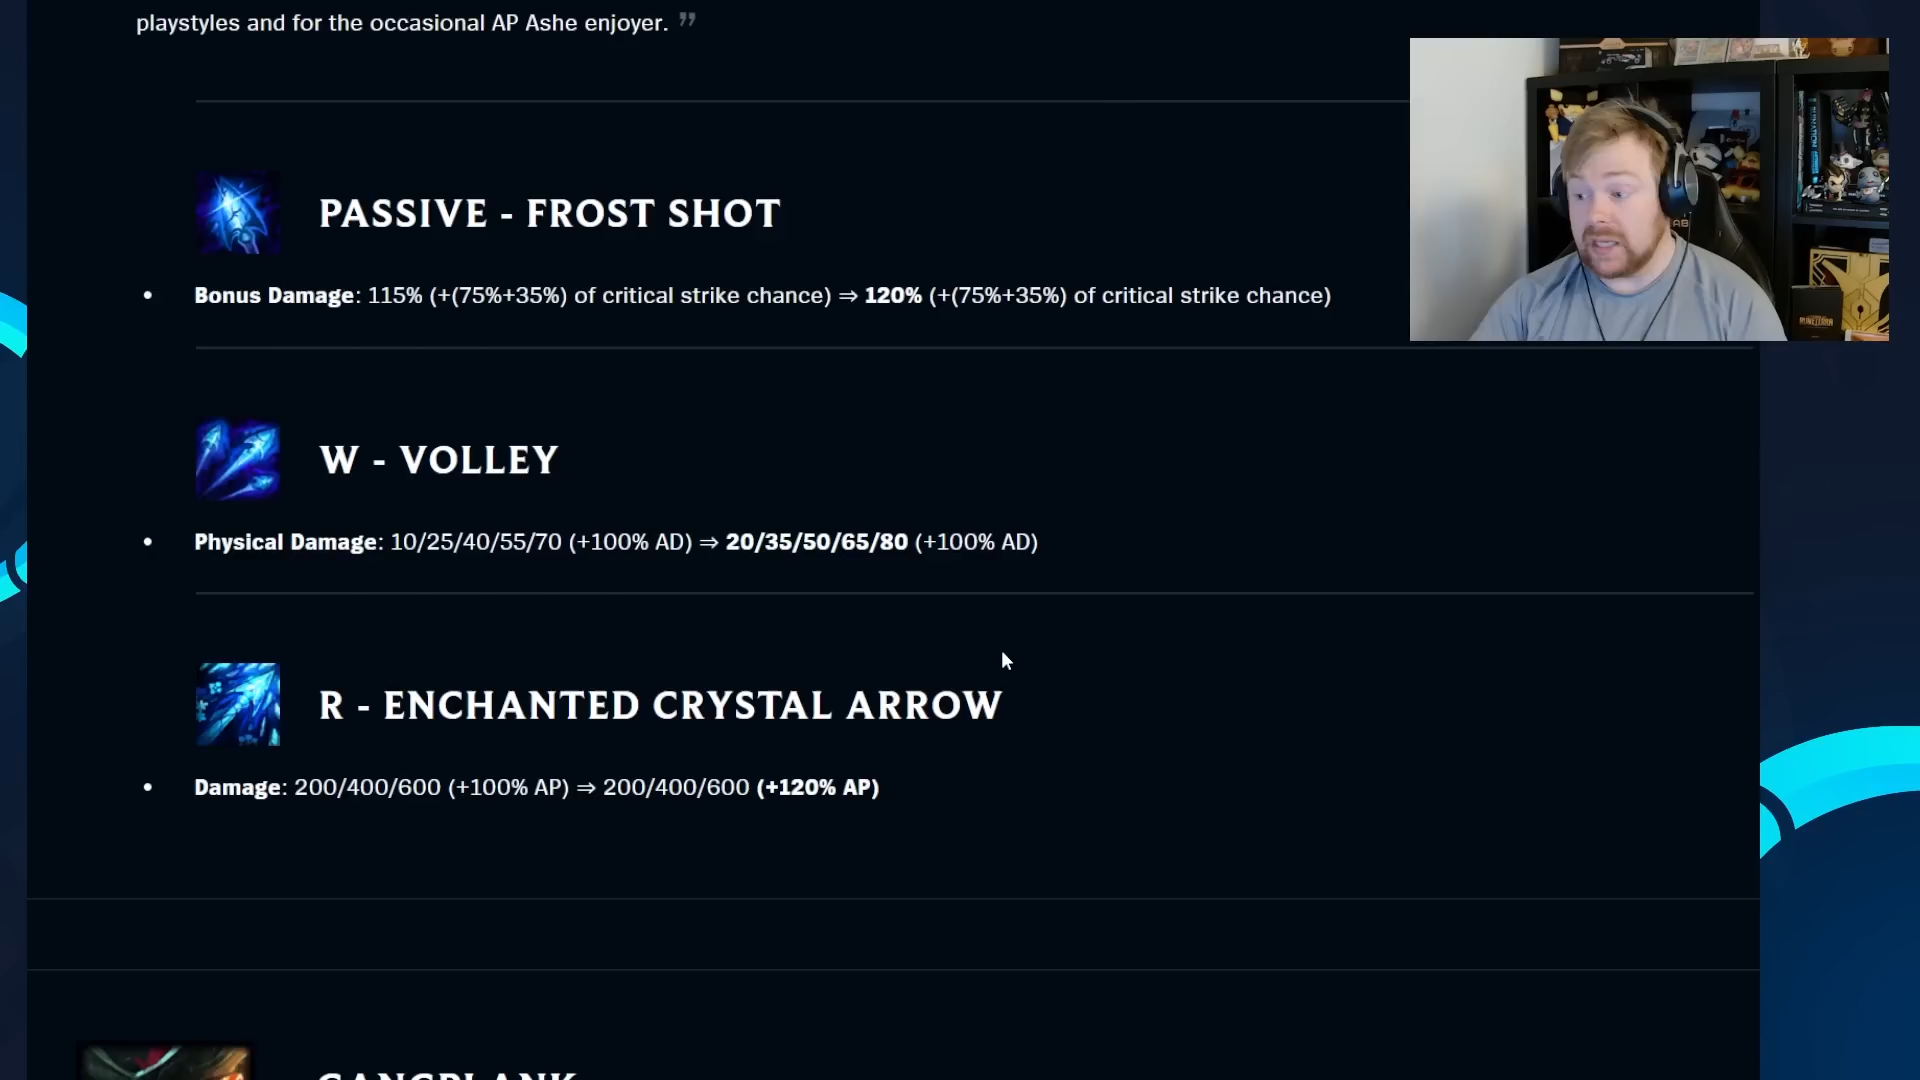 playstyles and for the occasional AP Ashe enjoyer. ”
PASSIVE - FROST SHOT
• Bonus Damage: 115% (+(75%+35%) of critical strike chance) ⇒ 120% (+(75%+35%) of critical strike chance)
W - VOLLEY
• Physical Damage: 10/25/40/55/70 (+100% AD) ⇒ 20/35/50/65/80 (+100% AD)
R - ENCHANTED CRYSTAL ARROW
• Damage: 200/400/600 (+100% AP) ⇒ 200/400/600 (+120% AP)
GANGPLANK